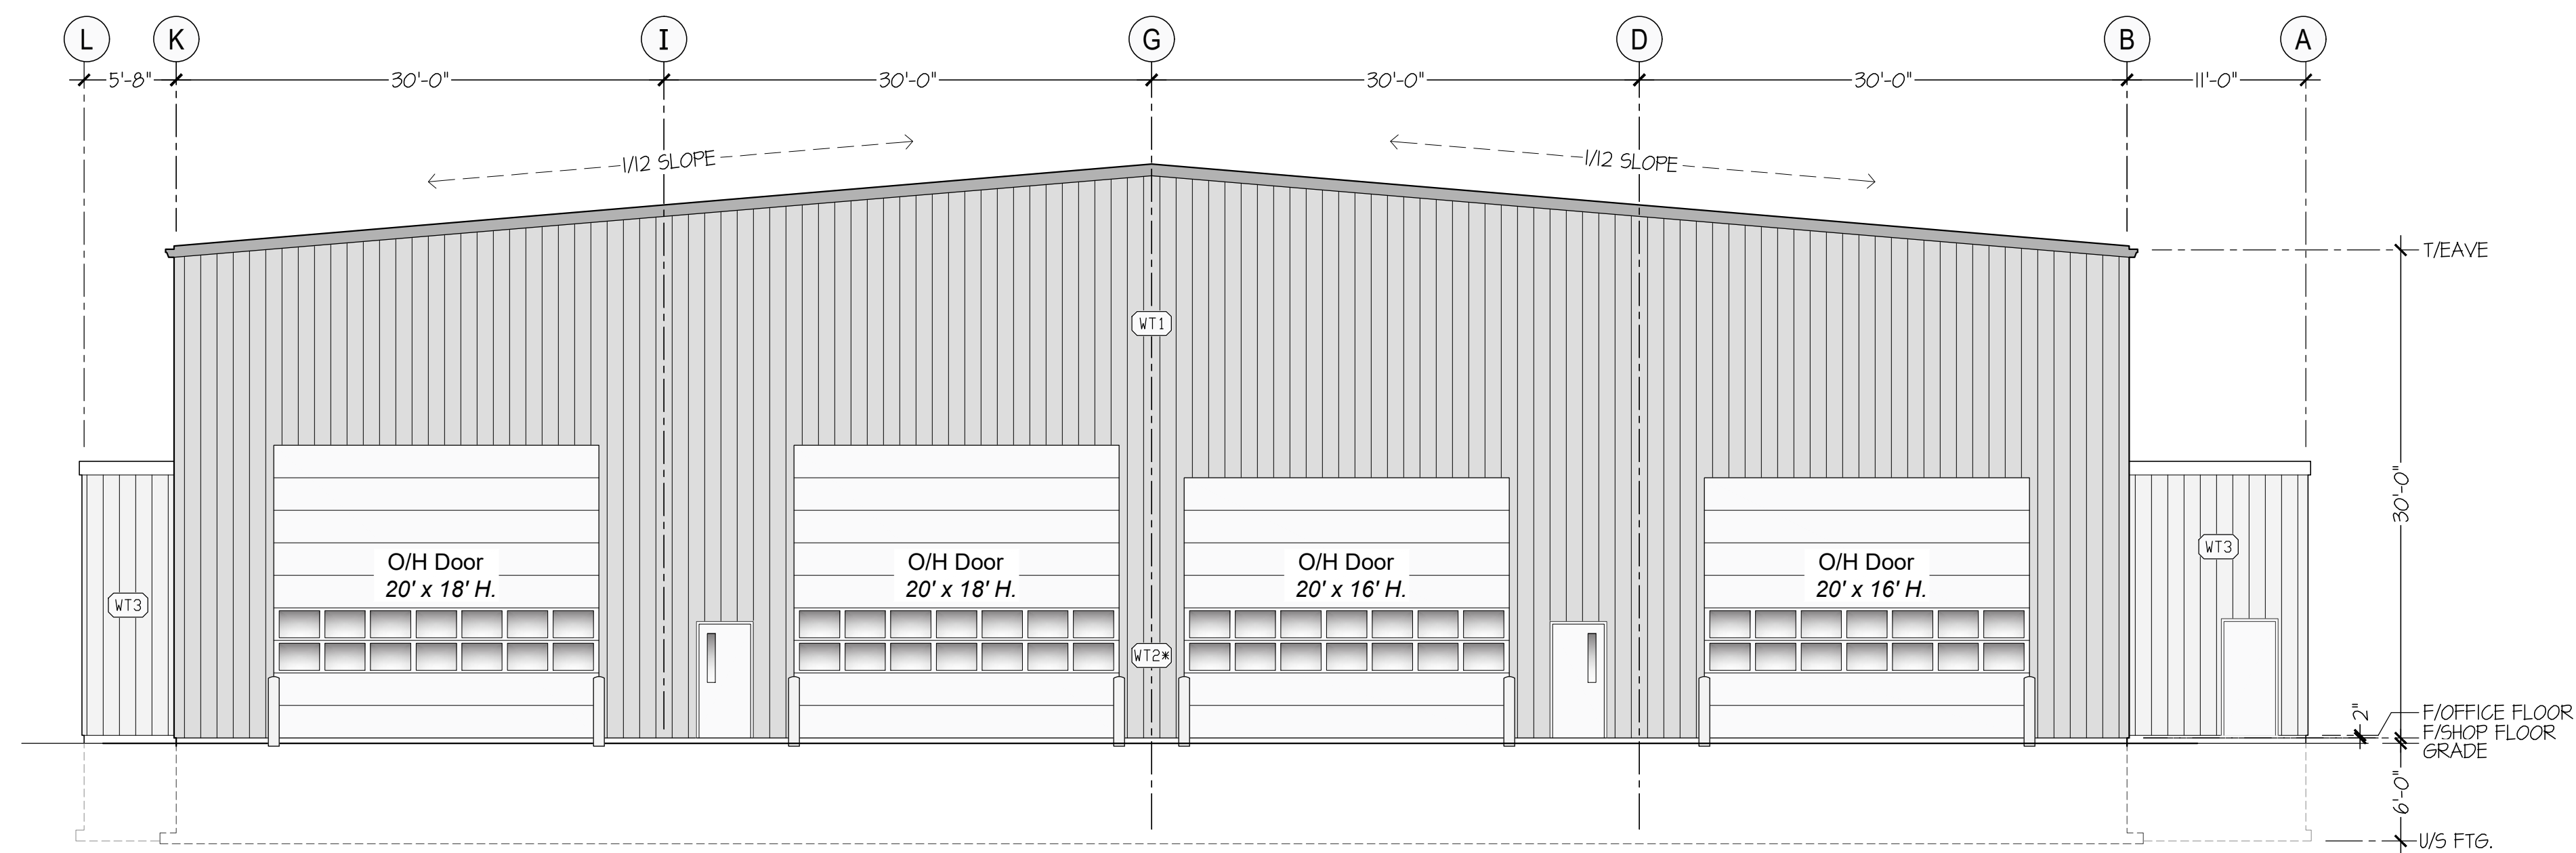 L K I G D B A
5'-8" 30'-0" 30'-0" 30'-0" 30'-0" 11'-0"
1/12 SLOPE 1/12 SLOPE
T/EAVE
WT1
30'-0"
WT3
O/H Door
20' x 18' H.
O/H Door
20' x 18' H.
O/H Door
20' x 16' H.
O/H Door
20' x 16' H.
WT3
WT2*
2"
F/OFFICE FLOOR
F/SHOP FLOOR
GRADE
6'-0"
U/S FTG.